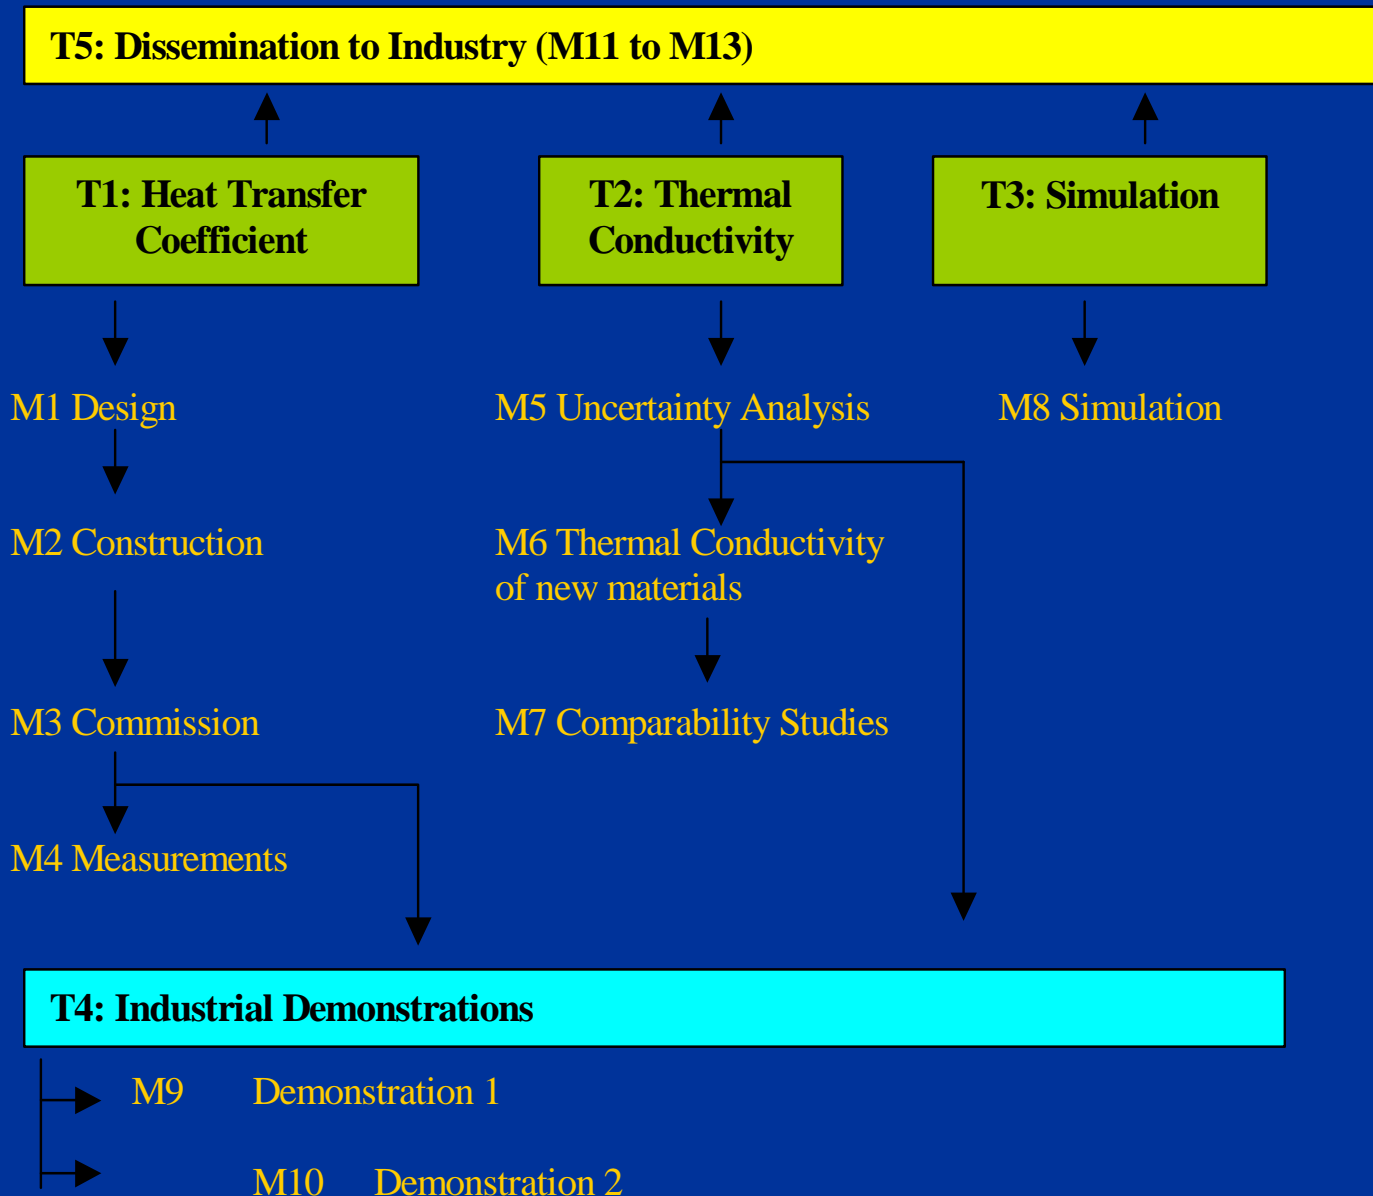 T5: Dissemination to Industry (M11 to M13)
T1: Heat Transfer
Coefficient
T2: Thermal
Conductivity
T3: Simulation
M1 Design
M5 Uncertainty Analysis
M8 Simulation
M2 Construction
M6 Thermal Conductivity
of new materials
M3 Commission
M7 Comparability Studies
M4 Measurements
T4: Industrial Demonstrations
M9 Demonstration 1
M10 Demonstration 2